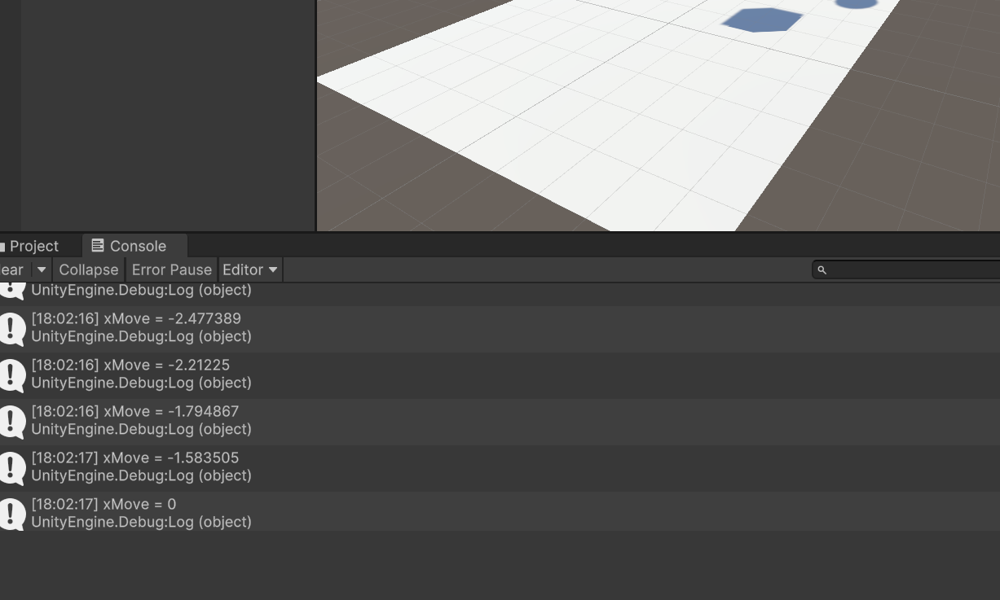 Project
Console
ear
Collapse
Error Pause
Editor
UnityEngine.Debug:Log (object)
[18:02:16] xMove = -2.477389
UnityEngine.Debug:Log (object)
[18:02:16] xMove = -2.21225
UnityEngine.Debug:Log (object)
[18:02:16] xMove = -1.794867
UnityEngine.Debug:Log (object)
[18:02:17] xMove = -1.583505
UnityEngine.Debug:Log (object)
[18:02:17] xMove = 0
UnityEngine.Debug:Log (object)